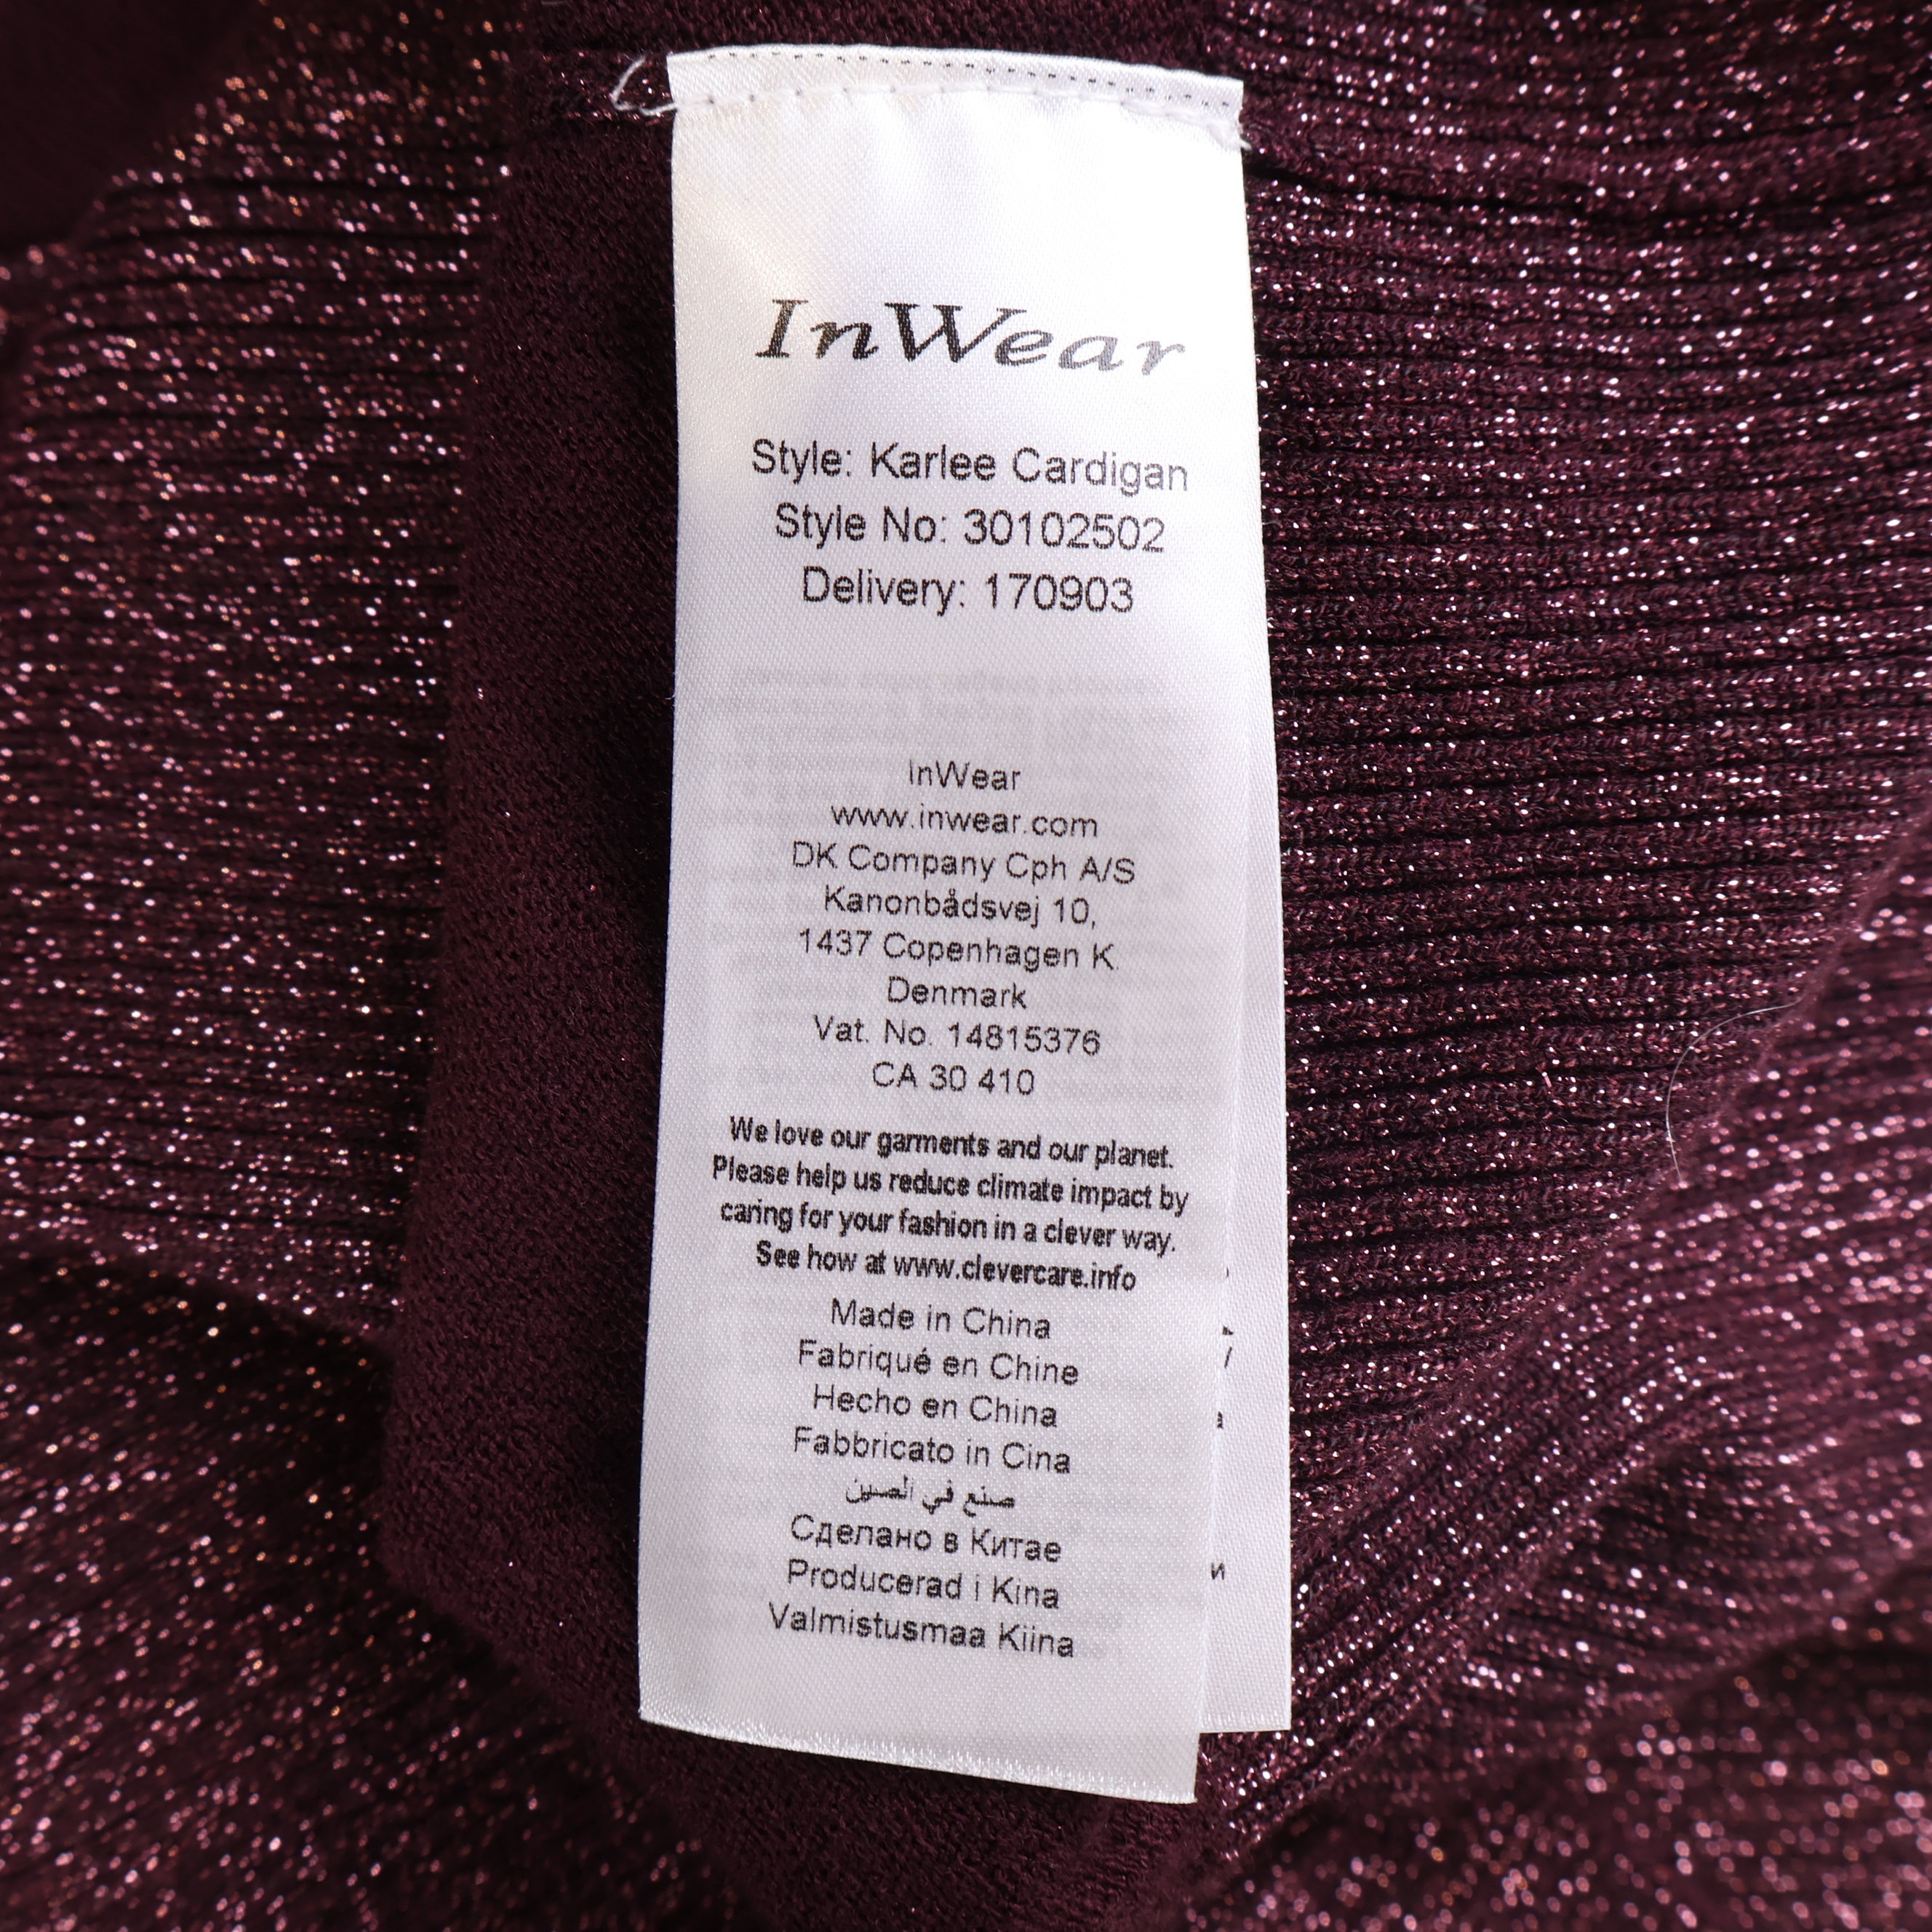 InWear
Style: Karlee Cardigan
Style No: 30102502
Delivery: 170903
InWear
www.inwear.com
DK Company Cph A/S
Kanonbådsvej 10,
1437 Copenhagen K.
Denmark
Vat. No. 14815376
CA 30 410
We love our garments and our planet.
Please help us reduce climate impact by
caring for your fashion in a clever way.
See how at www.clevercare.info
Made in China
Fabriqué en Chine
Hecho en China
Fabbricato in Cina
صنع في الصين
Сделано в Китае
Producerad i Kina
Valmistusmaa Kiina